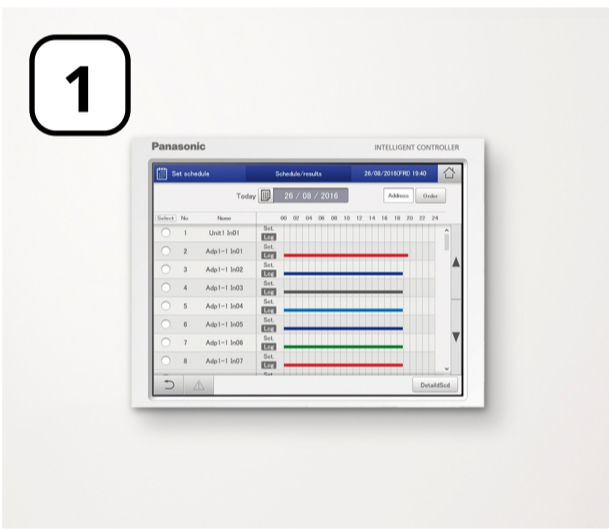 1
Panasonic INTELLIGENT CONTROLLER
Set schedule Schedule/results 26/08/2016(FRI) 19:40
Today 26 / 08 / 2016 Address Order
Select No Name 00 02 04 06 08 10 12 14 16 18 20 22 24
Set.
1 Unit1 In01
Log
Set.
2 Adp1-1 In01
Log
Set.
3 Adp1-1 In02
Log
Set.
4 Adp1-1 In03
Log
Set.
5 Adp1-1 In04
Log
Set.
6 Adp1-1 In05
Log
Set.
7 Adp1-1 In06
Log
Set.
8 Adp1-1 In07
Log
Set.